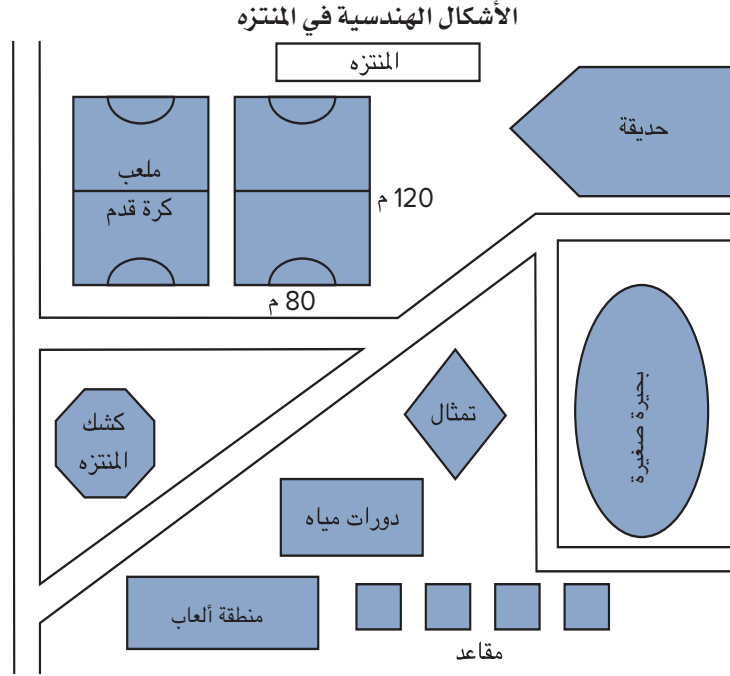 الأشكال الهندسية في المنتزه
المنتزه
حديقة
ملعب
كرة قدم
120 م
80 م
بحيرة صغيرة
تمثال
كشك
المنتزه
دورات مياه
منطقة ألعاب
مقاعد